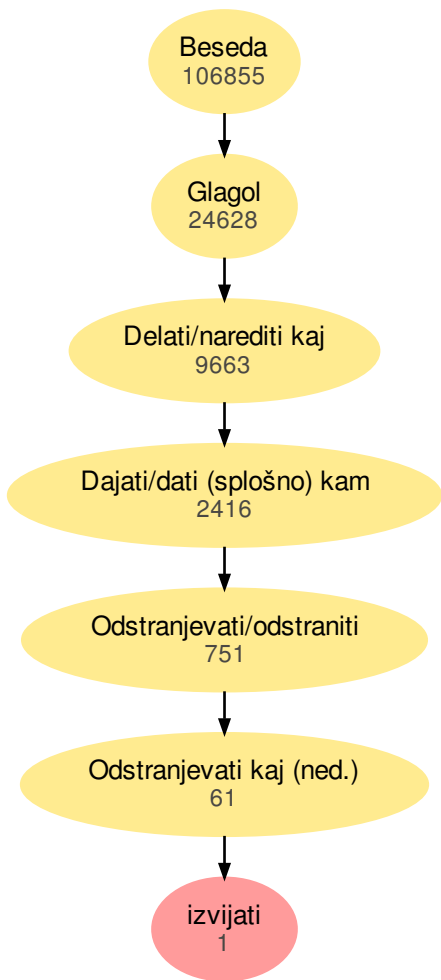 Beseda
106855
Glagol
24628
Delati/narediti kaj
9663
Dajati/dati (splošno) kam
2416
Odstranjevati/odstraniti
751
Odstranjevati kaj (ned.)
61
izvijati
1